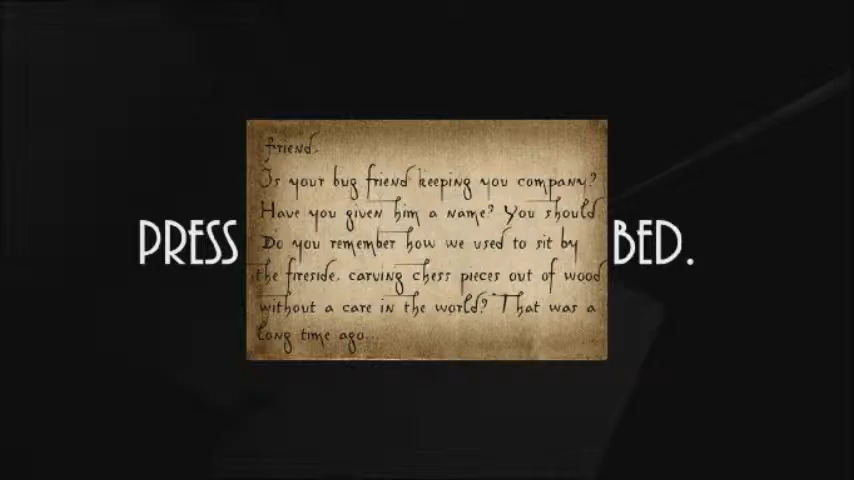 friend.
Is your bug friend keeping you company?
Have you given him a name? You should
PRESS
Do you remember how we used to sit by
BED.
the fireside. carving chess pieces out of wood
without a care in the world? That was a
long time ago...